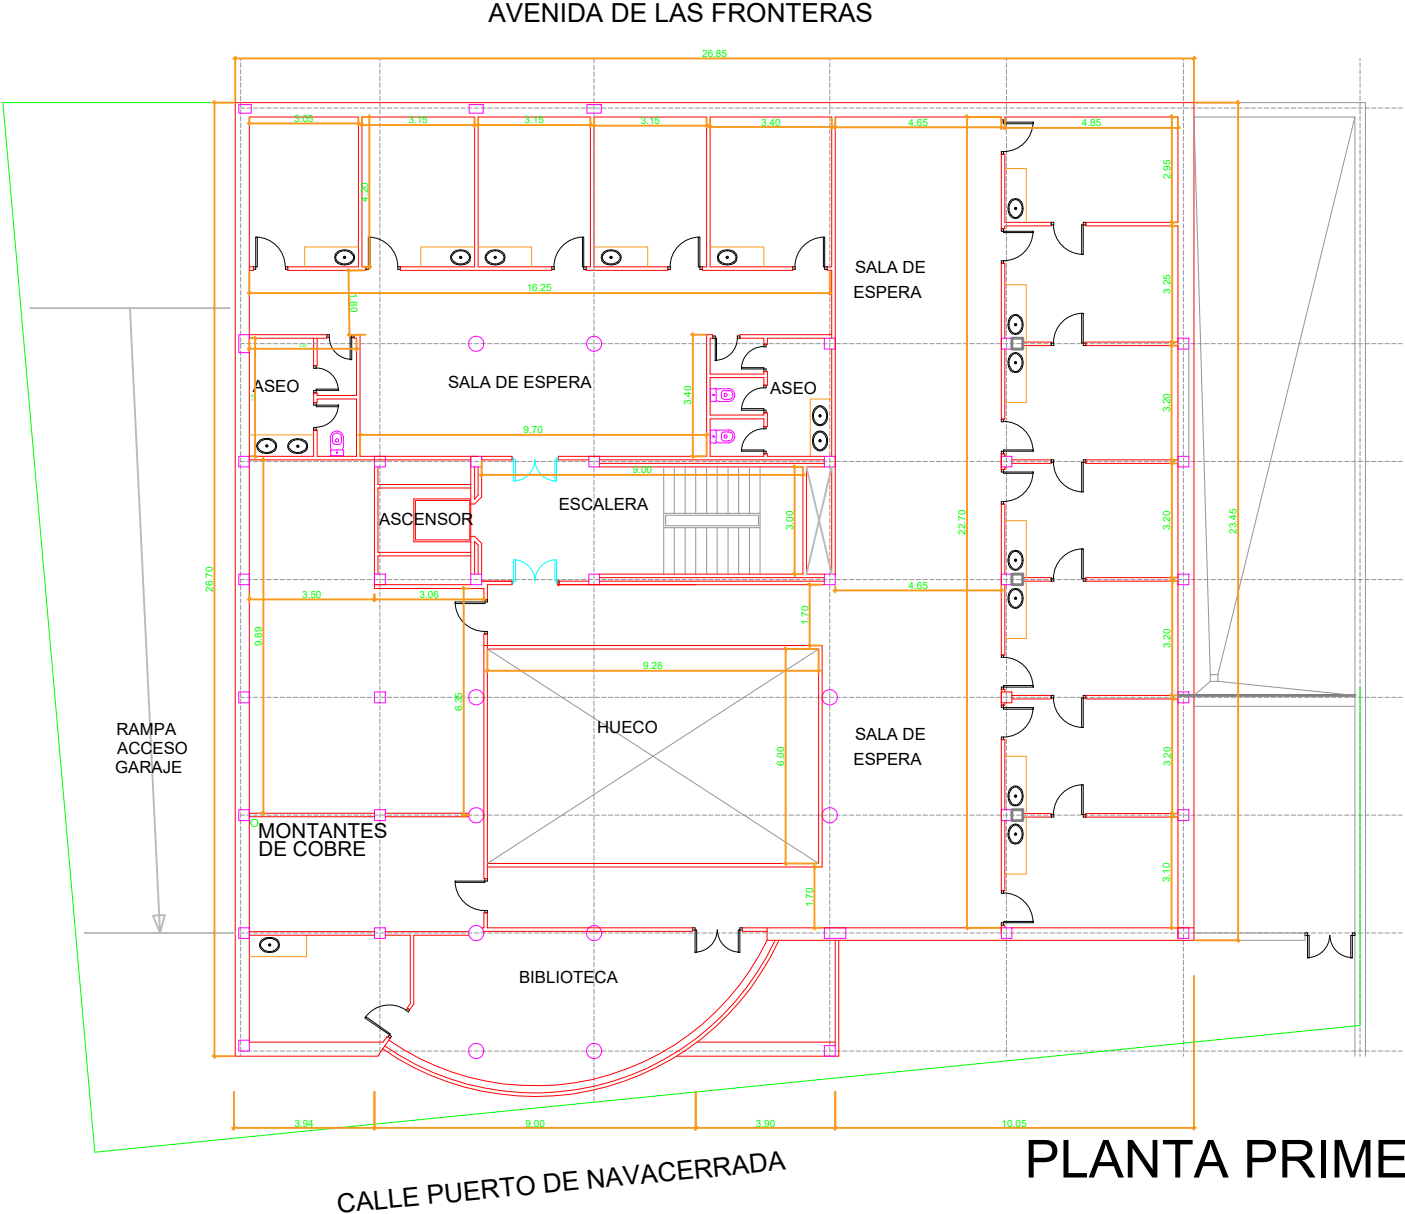 AVENIDA DE LAS FRONTERAS
26.85
3.05
3.15
3.15
3.15
3.40
4.65
4.85
2.95
4.20
SALA DE
ESPERA
3.25
16.25
1.80
SALA DE ESPERA
ASEO
ASEO
3.40
3.20
9.70
9.00
ESCALERA
ASCENSOR
3.00
22.70
3.20
23.45
26.70
3.50
3.06
4.65
1.70
9.89
3.20
9.28
6.35
HUECO
6.00
SALA DE
ESPERA
3.20
RAMPA
ACCESO
GARAJE
MONTANTES
DE COBRE
1.70
3.10
BIBLIOTECA
3.94
9.00
3.90
10.05
PLANTA PRIME
CALLE PUERTO DE NAVACERRADA